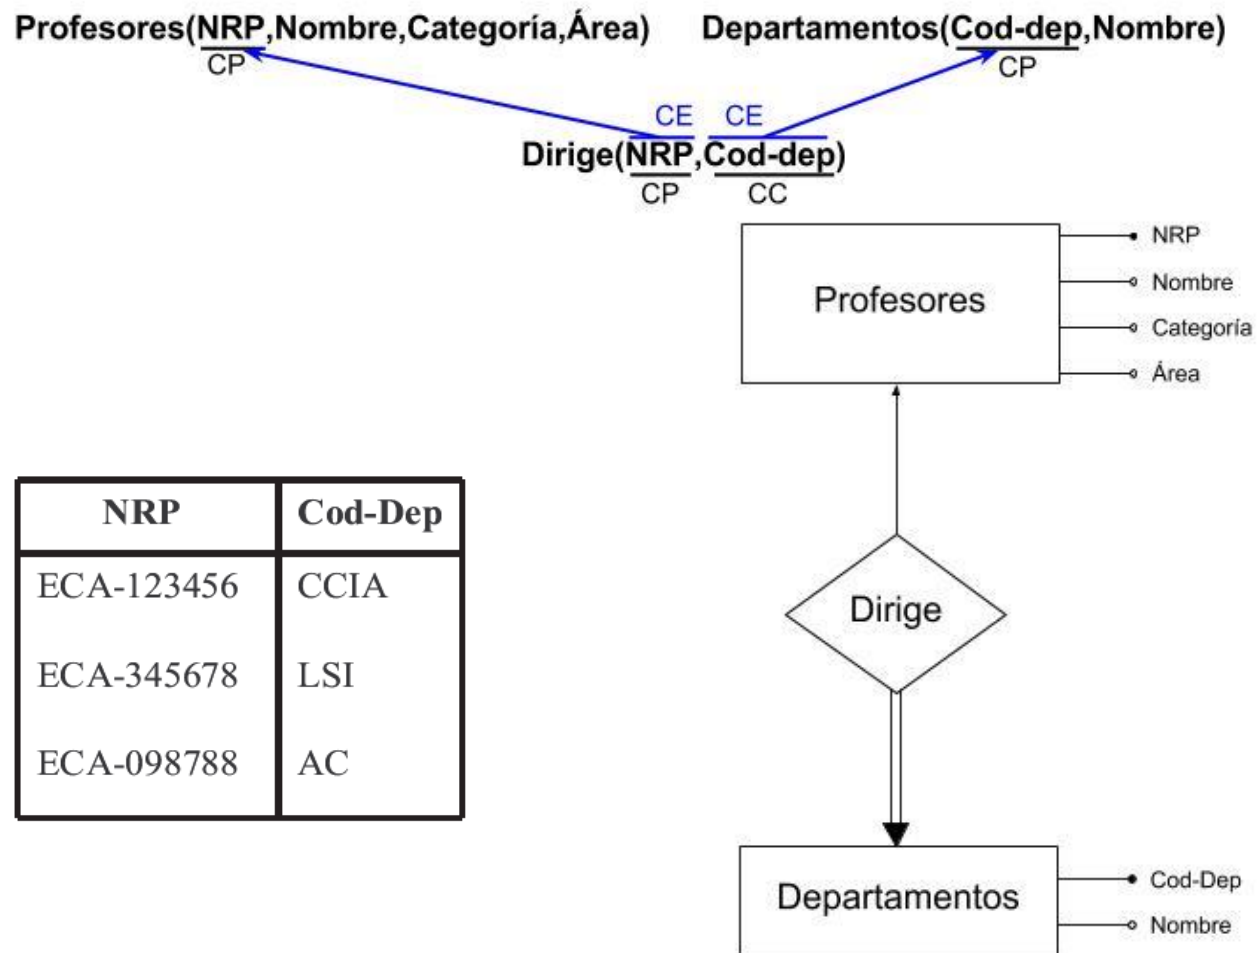 Profesores(NRP,Nombre,Categoría,Área) Departamentos(Cod-dep,Nombre)
CP CP
CE CE
Dirige(NRP,Cod-dep)
CP CC
Profesores
NRP
Nombre
Categoría
Área
NRP Cod-Dep
ECA-123456 CCIA
ECA-345678 LSI
ECA-098788 AC
Dirige
Departamentos
Cod-Dep
Nombre